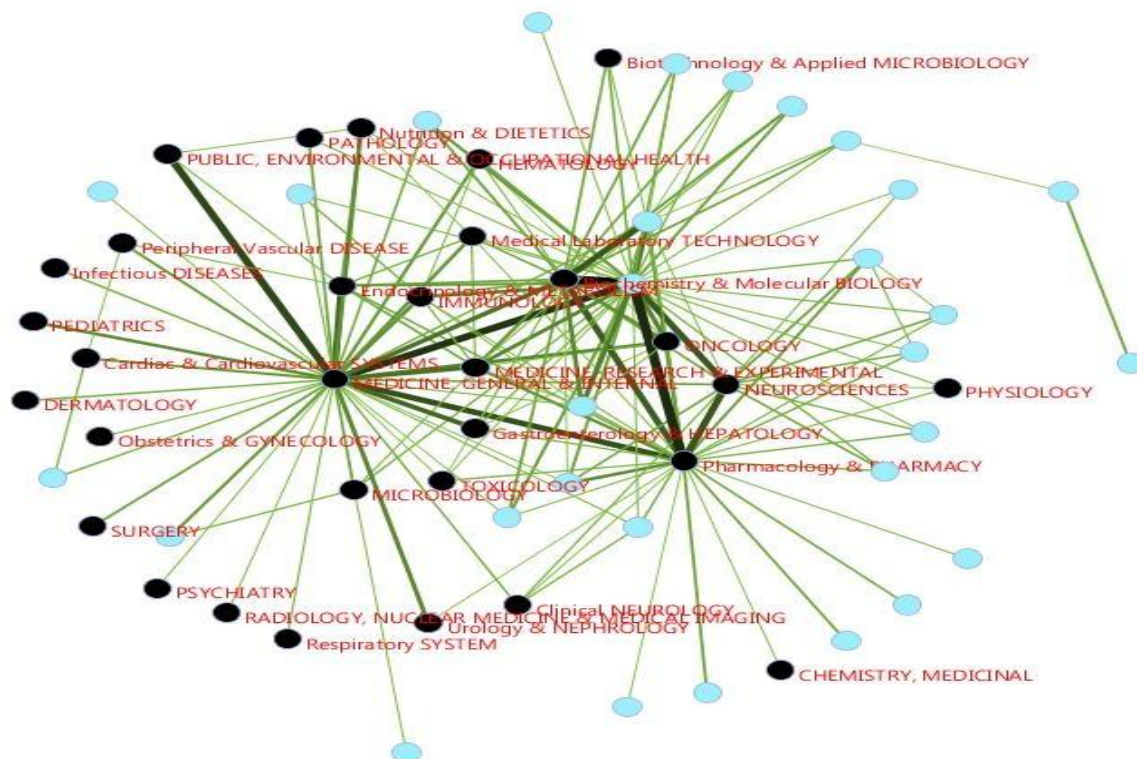 Biotechnology & Applied MICROBIOLOGY
Nutrition & DIETETICS
PATHOLOGY
PUBLIC, ENVIRONMENTAL & OCCUPATIONAL HEALTH
HEMATOLOGY
Medical Laboratory TECHNOLOGY
Peripheral Vascular DISEASE
Infectious DISEASES
Biochemistry & Molecular BIOLOGY
Endocrinology &
IMMUNOLOGY
PEDIATRICS
ONCOLOGY
Cardiac & Cardiovascular SYSTEMS
MEDICINE, RESEARCH & EXPERIMENTAL
MEDICINE, GENERAL & INTERNAL
NEUROSCIENCES
PHYSIOLOGY
DERMATOLOGY
Obstetrics & GYNECOLOGY
Gastroenterology & HEPATOLOGY
Pharmacology & PHARMACY
TOXICOLOGY
MICROBIOLOGY
SURGERY
PSYCHIATRY
RADIOLOGY, NUCLEAR MEDICINE & MEDICAL IMAGING
Clinical NEUROLOGY
Urology & NEPHROLOGY
Respiratory SYSTEM
CHEMISTRY, MEDICINAL